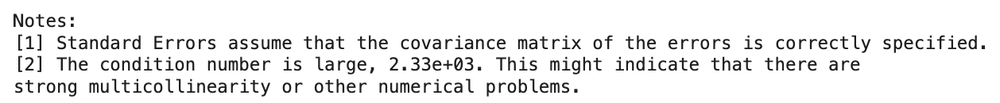 Notes:
[1] Standard Errors assume that the covariance matrix of the errors is correctly specified.
[2] The condition number is large, 2.33e+03. This might indicate that there are
strong multicollinearity or other numerical problems.